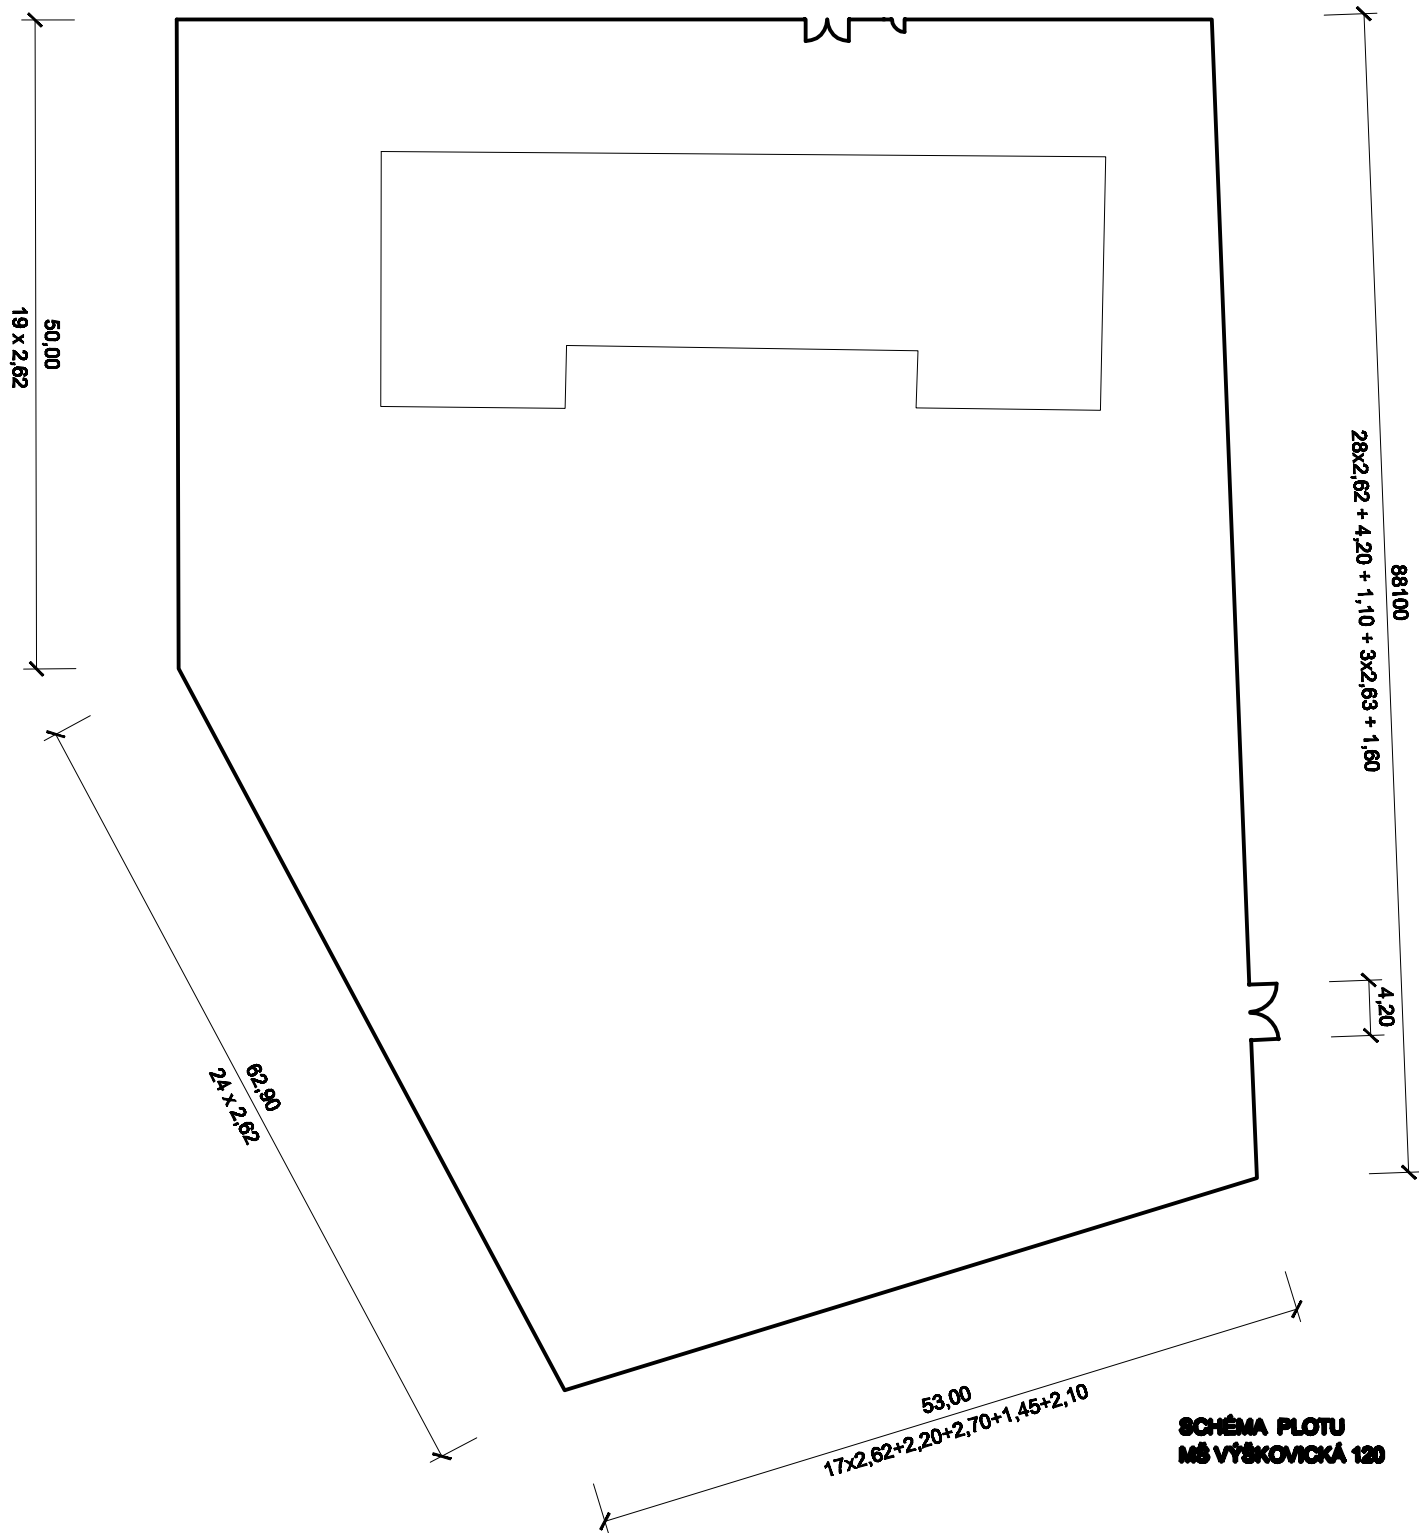 50,00
19 x 2,62
88100
28x2,62 + 4,20 + 1,10 + 3x2,63 + 1,60
4,20
62,90
24 x 2,62
53,00
17x2,62+2,20+2,70+1,45+2,10
SCHÉMA PLOTU
MŠ VÝŠKOVICKÁ 120